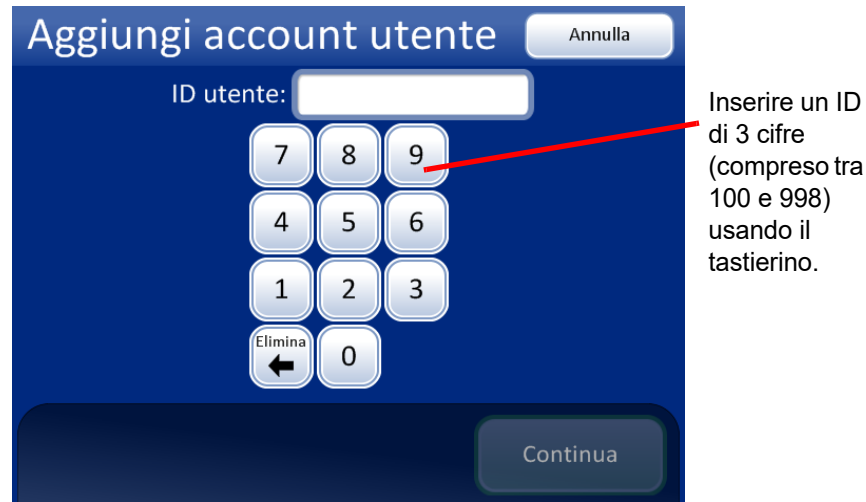 Aggiungi account utente
Annulla
ID utente:
7 8 9
4 5 6
1 2 3
Elimina
0
Continua
Inserire un ID
di 3 cifre
(compreso tra
100 e 998)
usando il
tastierino.